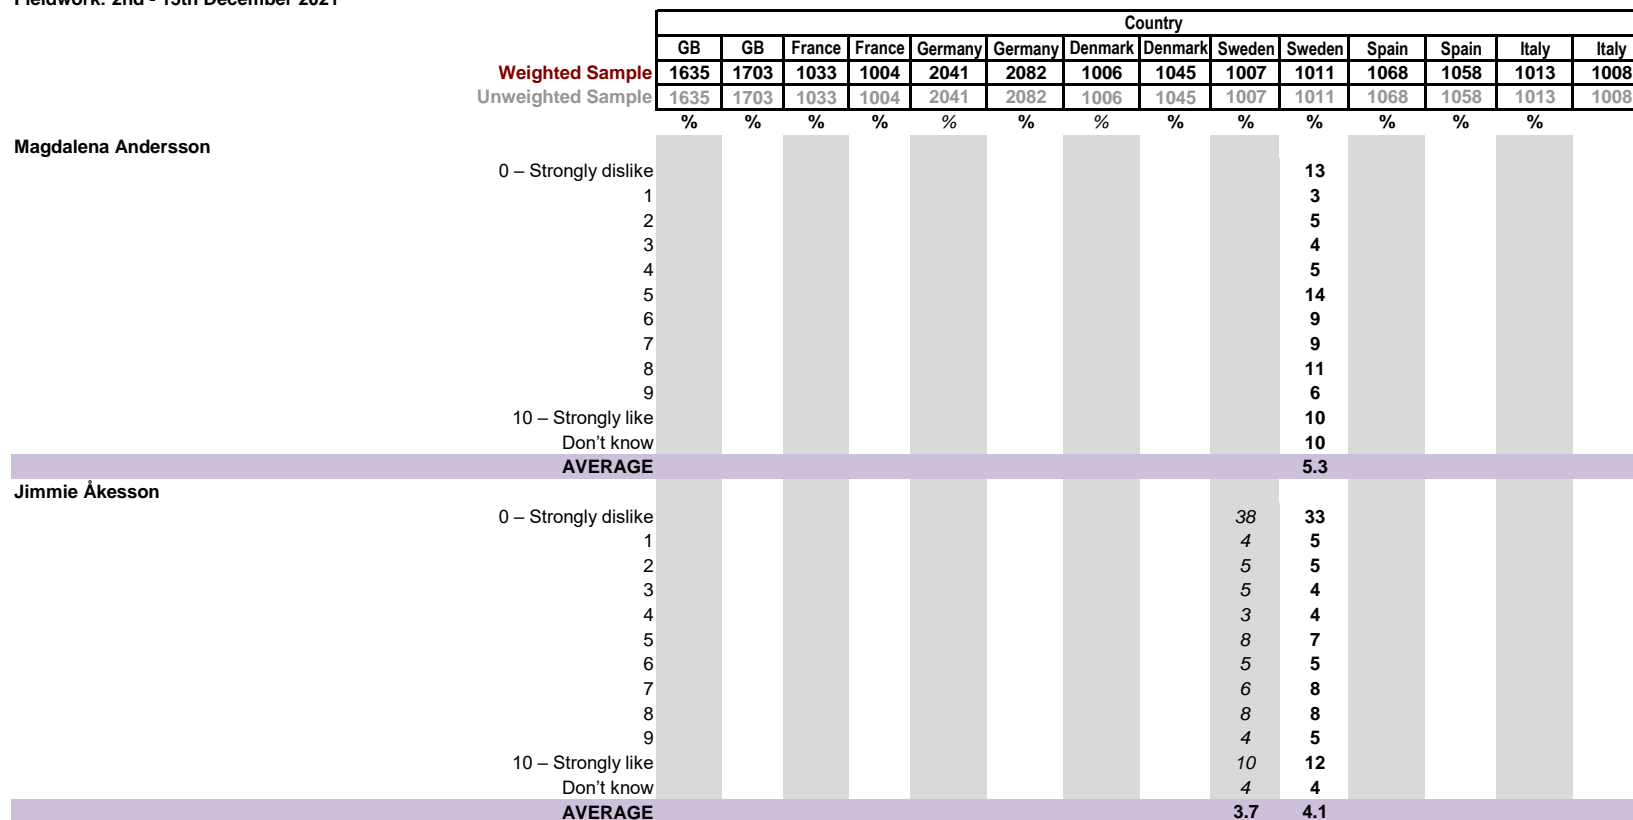 Fieldwork: 2nd - 15th December 2021
Country
GB GB France France Germany Germany Denmark Denmark Sweden Sweden Spain Spain Italy Italy
Weighted Sample 1635 1703 1033 1004 2041 2082 1006 1045 1007 1011 1068 1058 1013 1008
Unweighted Sample 1635 1703 1033 1004 2041 2082 1006 1045 1007 1011 1068 1058 1013 1008
% % % % % % % % % % % % %
Magdalena Andersson
0 – Strongly dislike 13
1 3
2 5
3 4
4 5
5 14
6 9
7 9
8 11
9 6
10 – Strongly like 10
Don't know 10
AVERAGE 5.3
Jimmie Åkesson
0 – Strongly dislike 38 33
1 4 5
2 5 5
3 5 4
4 3 4
5 8 7
6 5 5
7 6 8
8 8 8
9 4 5
10 – Strongly like 10 12
Don't know 4 4
AVERAGE 3.7 4.1